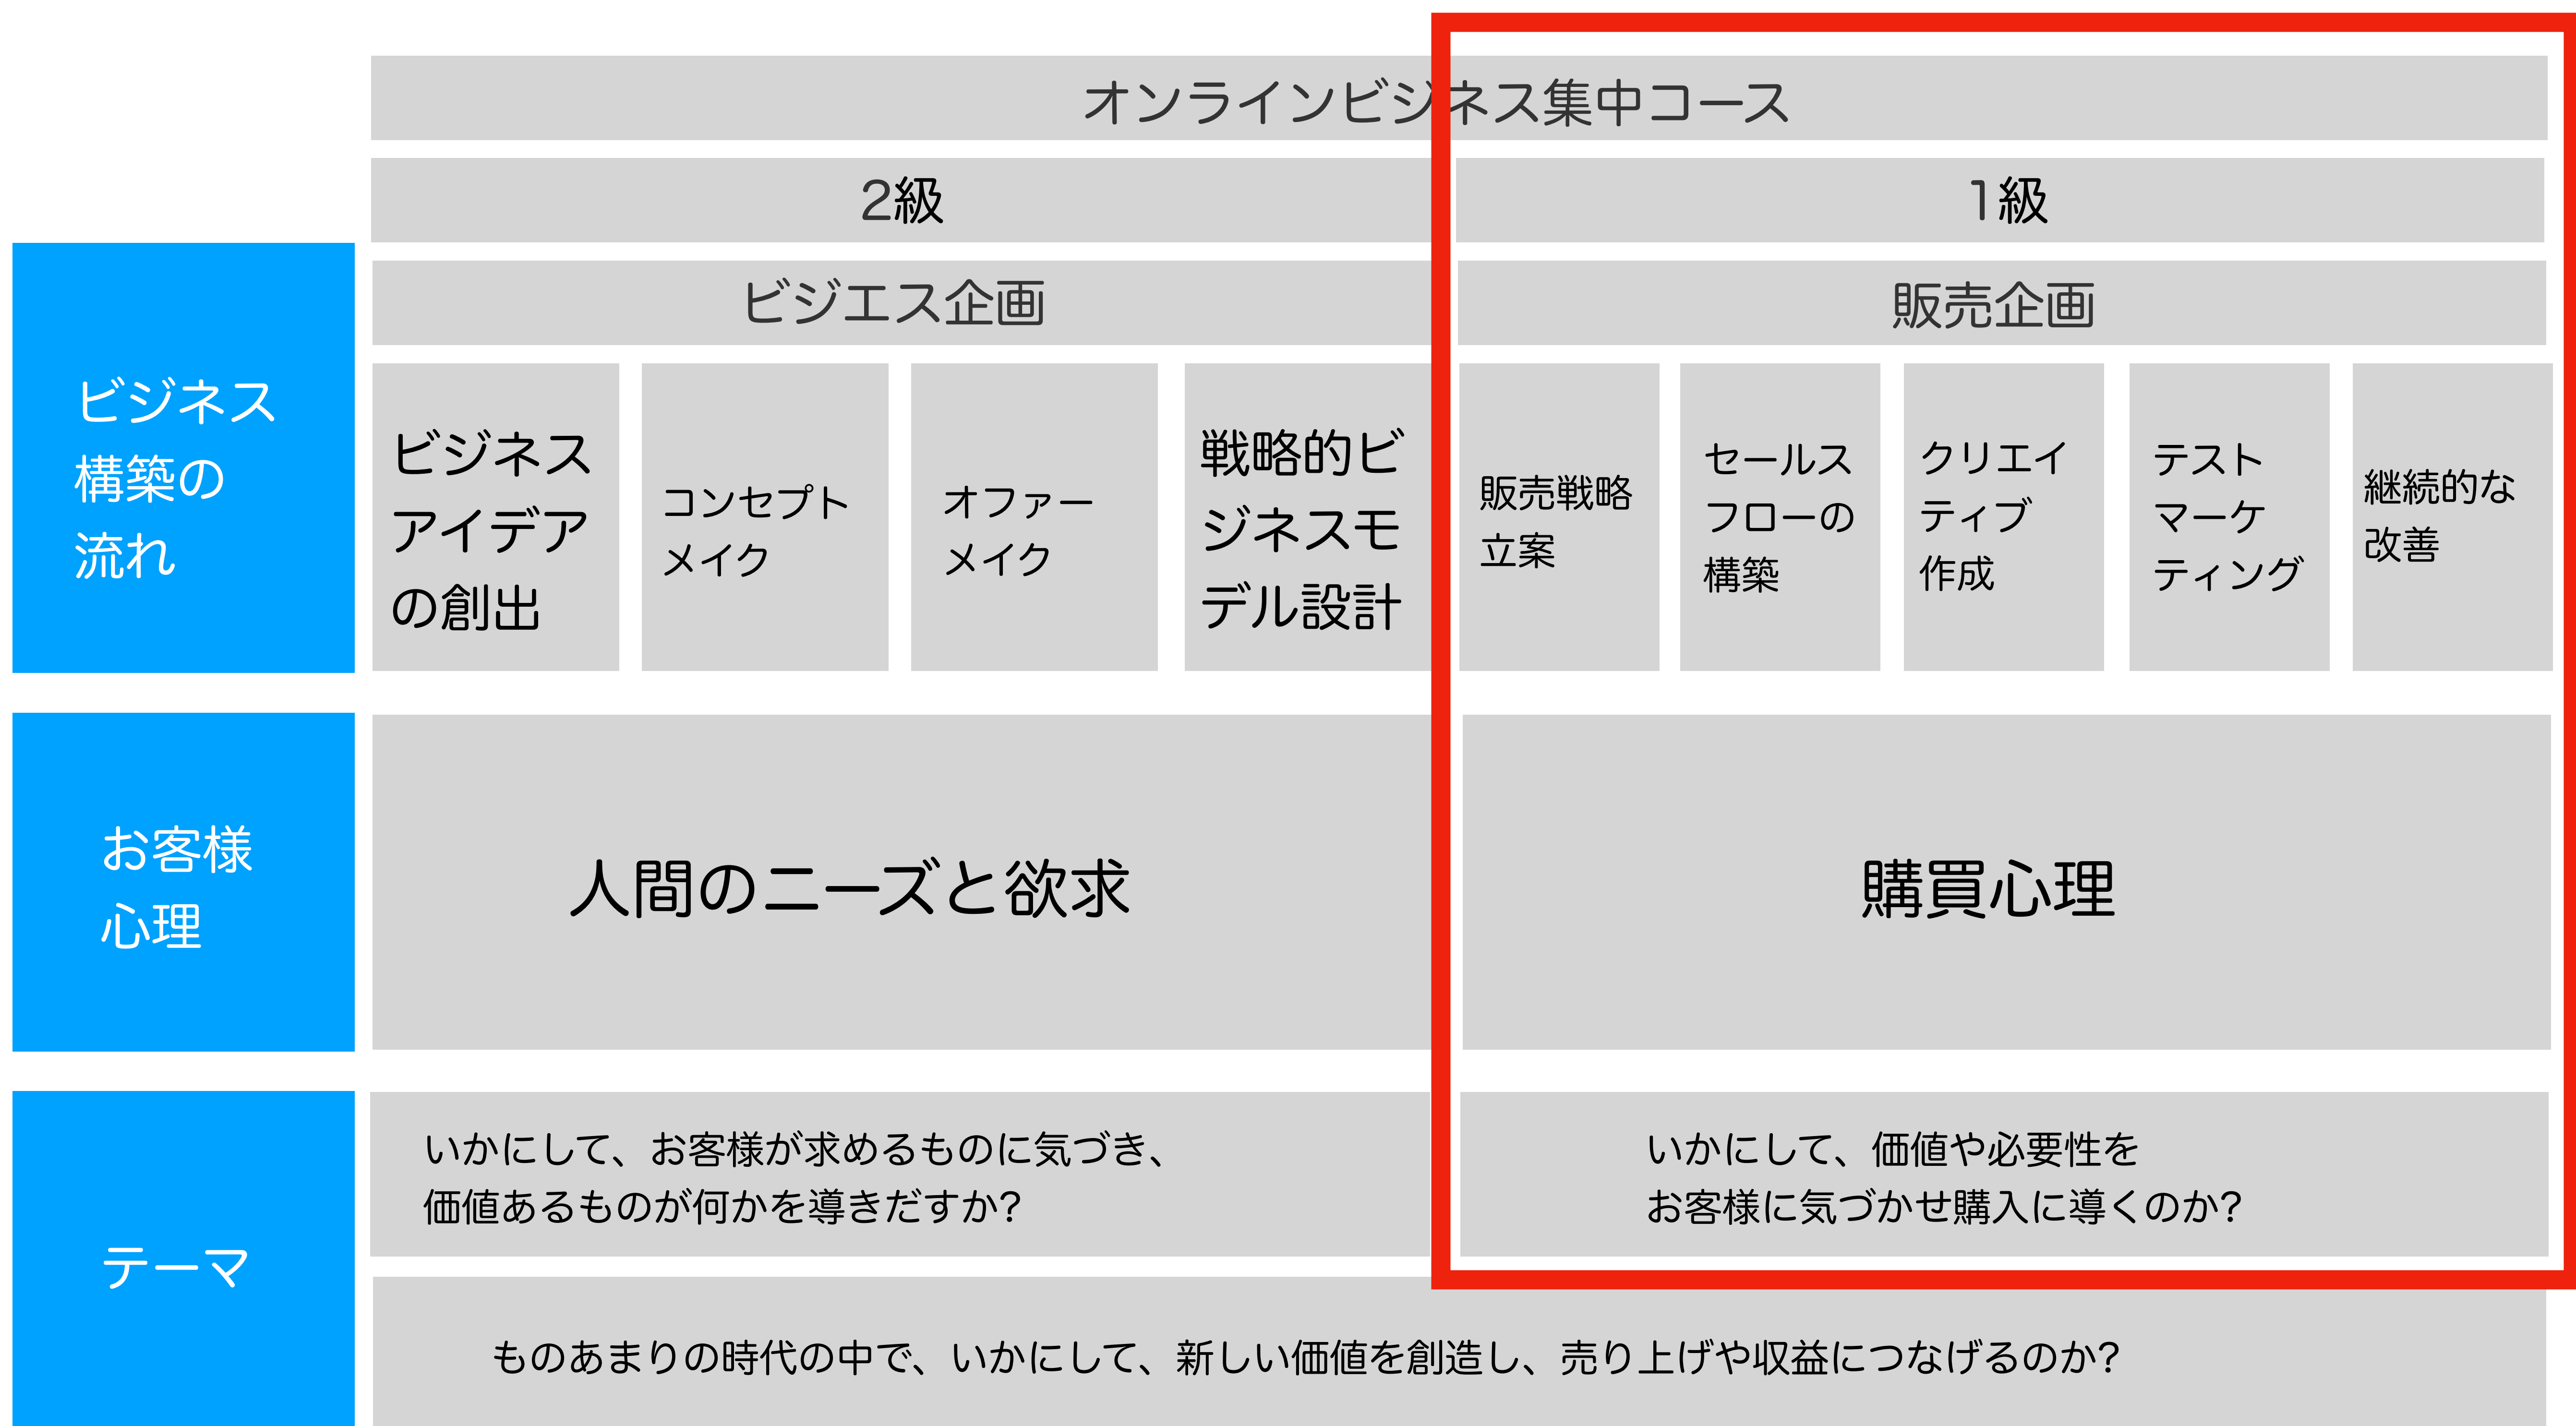 オンラインビジネス集中コース
2級
1級
ビジエス企画
販売企画
ビジネス
構築の
流れ
ビジネス
アイデア
の創出
コンセプト
メイク
オファー
メイク
戦略的ビ
ジネスモ
デル設計
販売戦略
立案
セールス
フローの
構築
クリエイ
ティブ
作成
テスト
マーケ
ティング
継続的な
改善
お客様
心理
人間のニーズと欲求
購買心理
テーマ
いかにして、お客様が求めるものに気づき、
価値あるものが何かを導きだすか?
いかにして、価値や必要性を
お客様に気づかせ購入に導くのか?
ものあまりの時代の中で、いかにして、新しい価値を創造し、売り上げや収益につなげるのか?